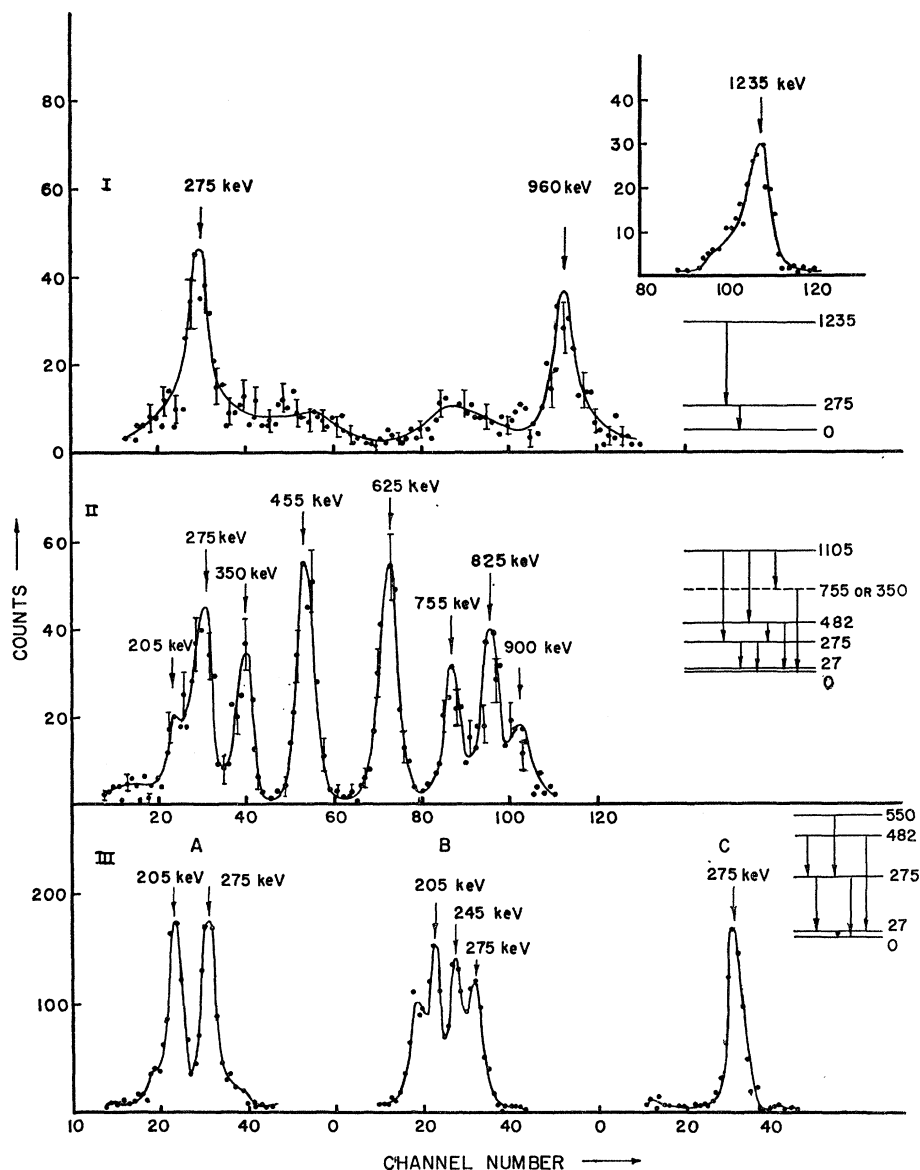 80
60
40
20
0
I
275 keV
960 keV
1235 keV
40
30
20
10
80
100
120
1235
275
0
II
60
40
20
205 keV
275 keV
350 keV
455 keV
625 keV
755 keV
825 keV
900 keV
20 40 60 80 100 120
1105
755 OR 350
482
275
27
0
COUNTS
III
A
B
C
200
100
205 keV
275 keV
205 keV
245 keV
275 keV
275 keV
550
482
275
27
0
10 20 40 0 20 40 0 20 40
CHANNEL NUMBER